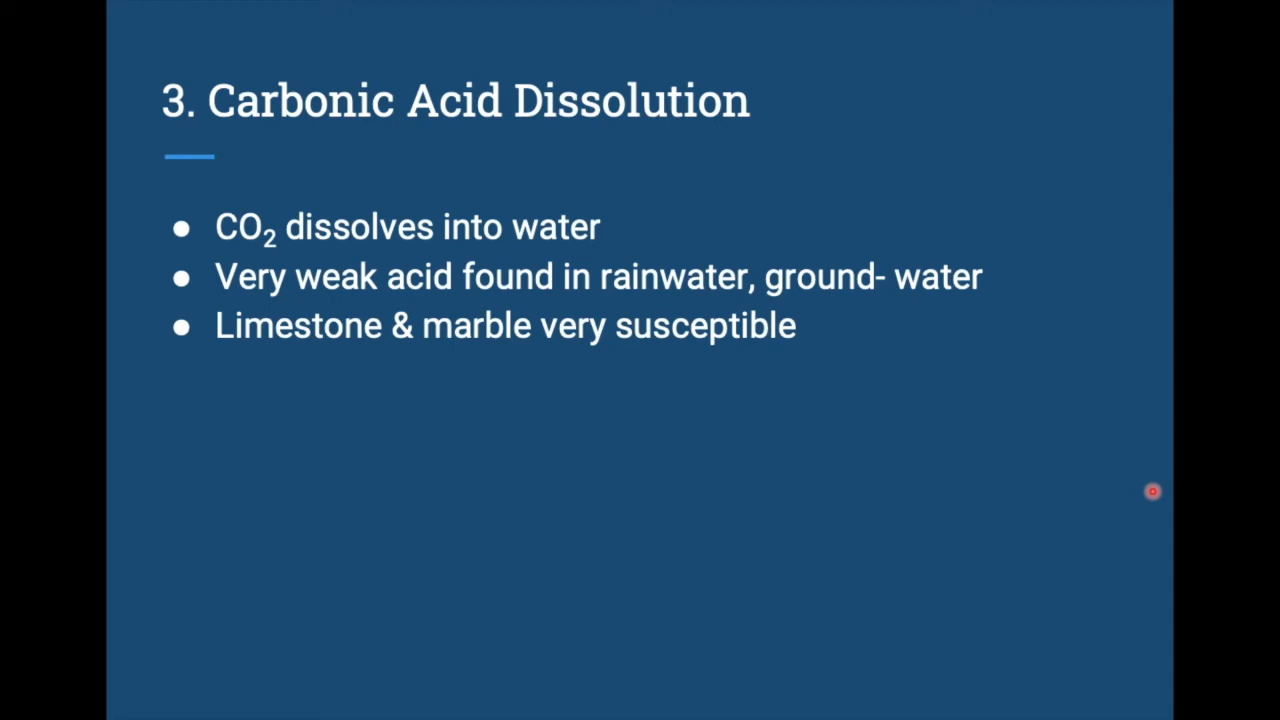 3. Carbonic Acid Dissolution
● CO₂ dissolves into water
● Very weak acid found in rainwater, ground- water
● Limestone & marble very susceptible